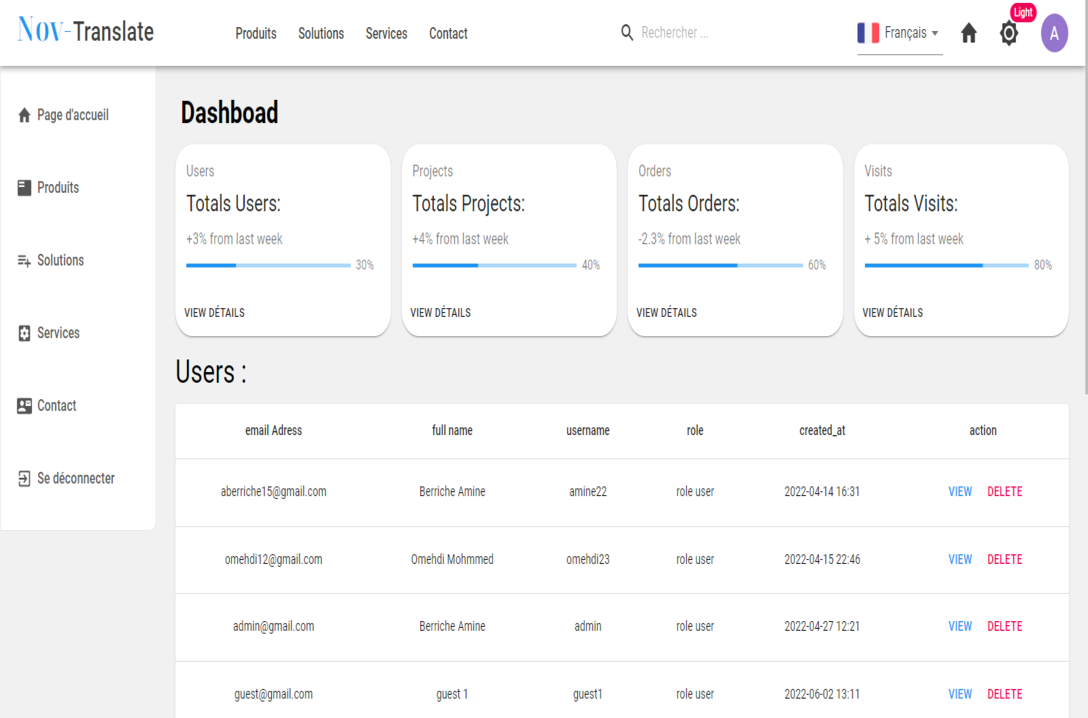 Nov-Translate
Produits Solutions Services Contact
Rechercher ...
Français
Light
A
Page d'accueil
Produits
Solutions
Services
Contact
Se déconnecter
Dashboad
Users
Totals Users:
+3% from last week
30%
VIEW DÉTAILS
Projects
Totals Projects:
+4% from last week
40%
VIEW DÉTAILS
Orders
Totals Orders:
-2.3% from last week
60%
VIEW DÉTAILS
Visits
Totals Visits:
+ 5% from last week
80%
VIEW DÉTAILS
Users :
email Adress full name username role created_at action
aberriche15@gmail.com Berriche Amine amine22 role user 2022-04-14 16:31 VIEW DELETE
omehdi12@gmail.com Omehdi Mohmmed omehdi23 role user 2022-04-15 22:46 VIEW DELETE
admin@gmail.com Berriche Amine admin role user 2022-04-27 12:21 VIEW DELETE
guest@gmail.com guest 1 guest1 role user 2022-06-02 13:11 VIEW DELETE